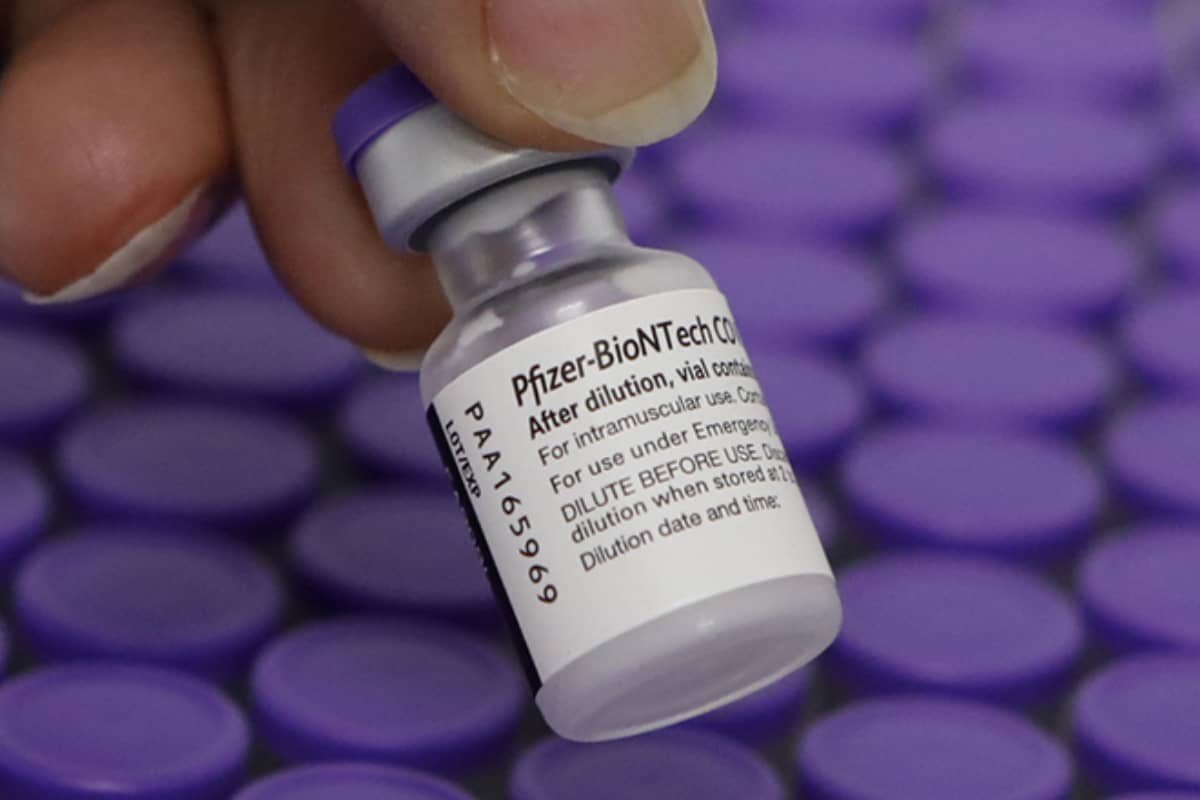 Pfizer-BioNTech CO
After dilution, vial contai
For intramuscular use. Con
For use under Emergency
DILUTE BEFORE USE. Disc
dilution when stored at 2
Dilution date and time:
PAA165969
LOT/EXP